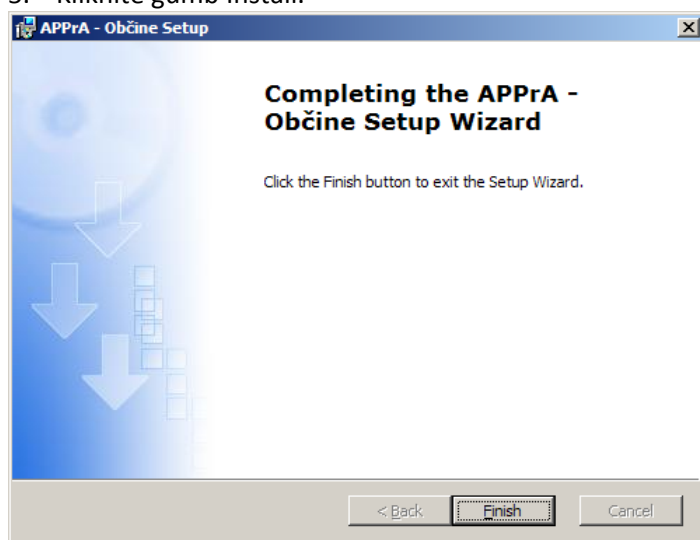 5. Kliknite gumb Install.
APPrA - Občine Setup
Completing the APPrA -
Občine Setup Wizard
Click the Finish button to exit the Setup Wizard.
< Back Finish Cancel